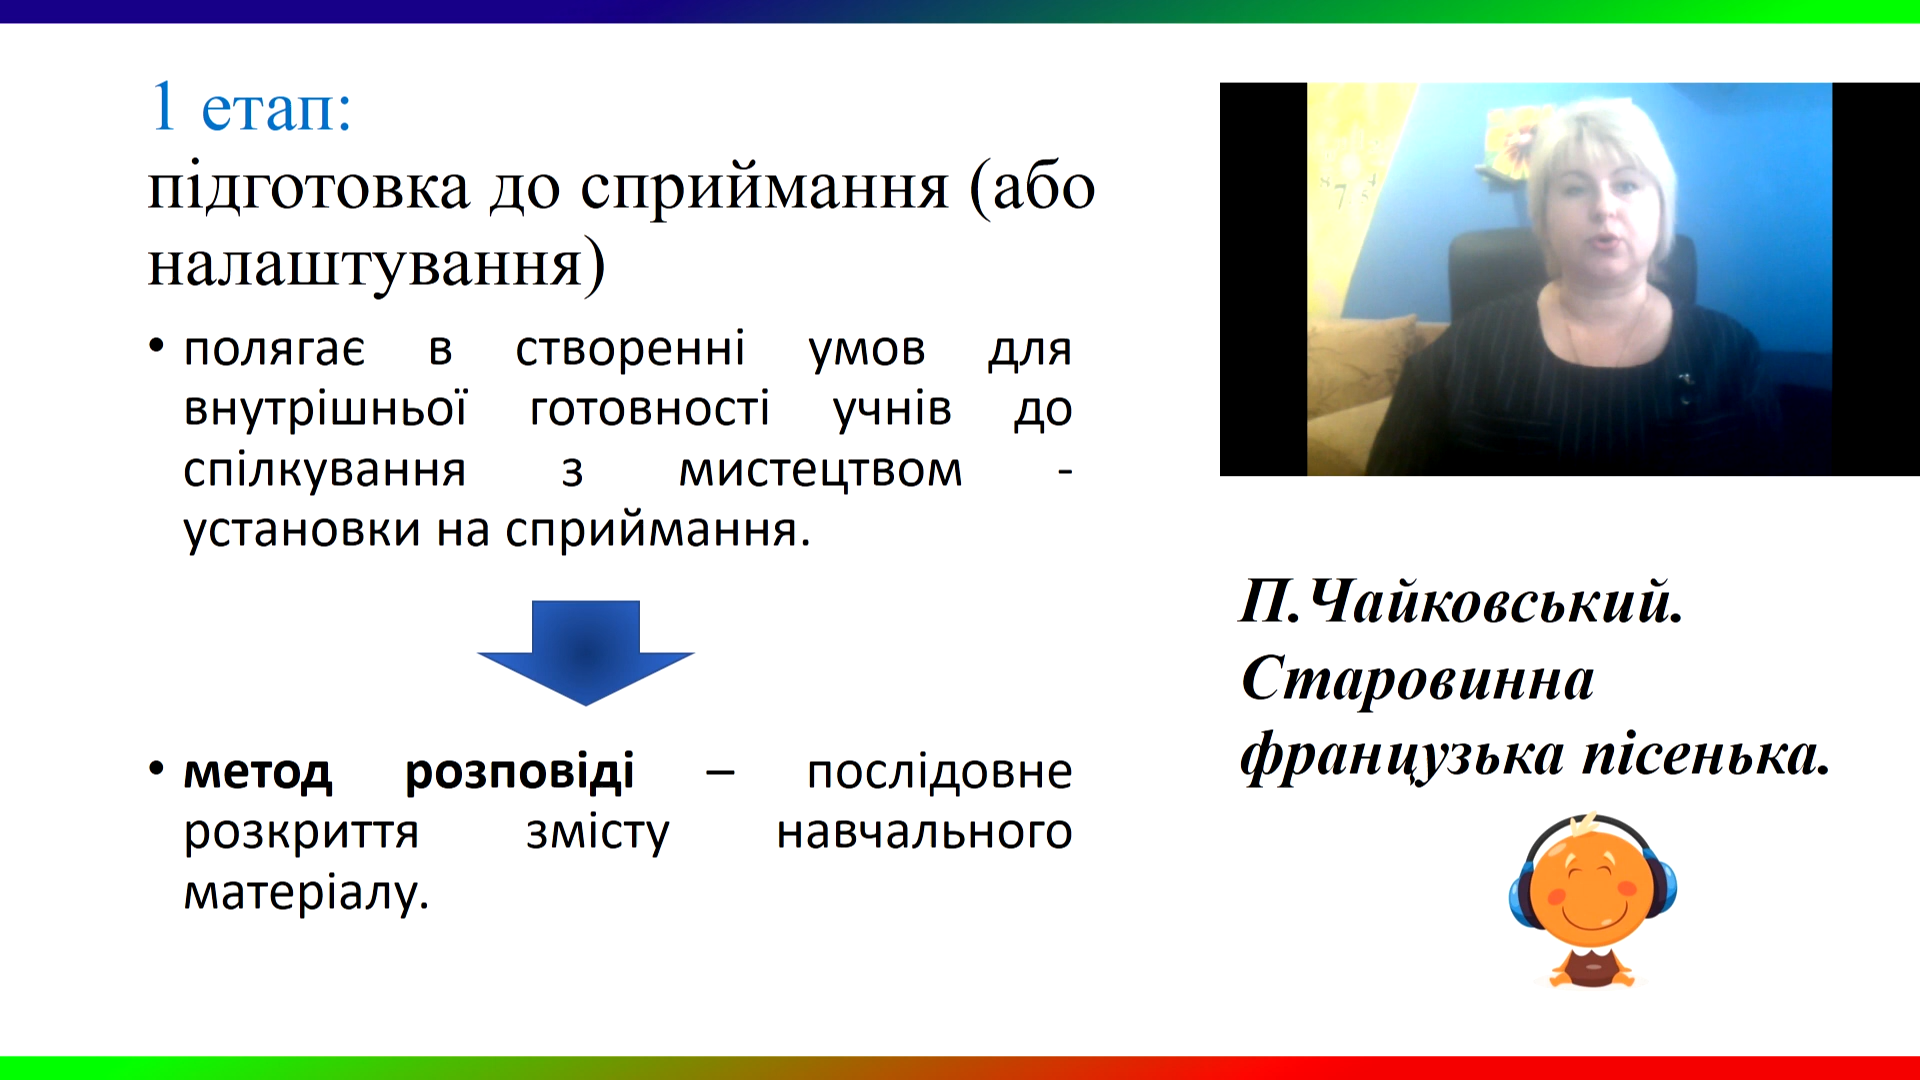 1 етап:
підготовка до сприймання (або
налаштування)
• полягає в створенні умов для
внутрішньої готовності учнів до
спілкування з мистецтвом -
установки на сприймання.
• метод розповіді – послідовне
розкриття змісту навчального
матеріалу.
П.Чайковський.
Старовинна
французька пісенька.